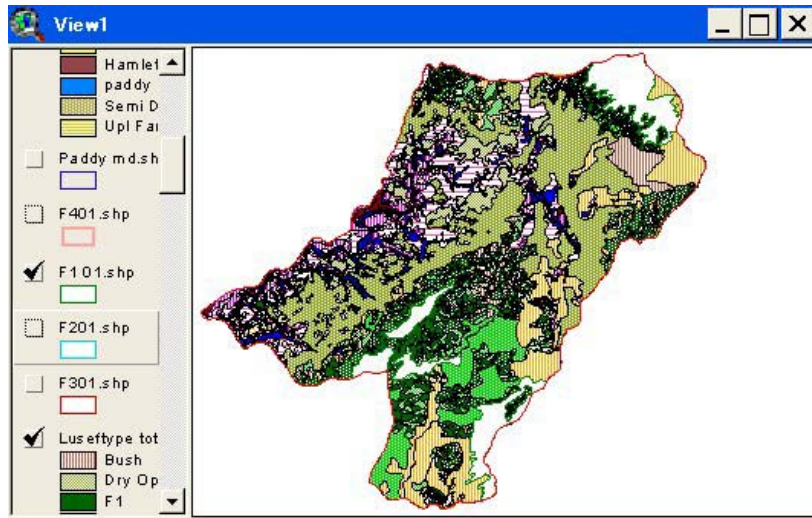 View1
Hamlet
paddy
Semi D
Upl Far
Paddy md.sh
F401.shp
F101.shp
F201.shp
F301.shp
Luseftype tot
Bush
Dry Op
F1